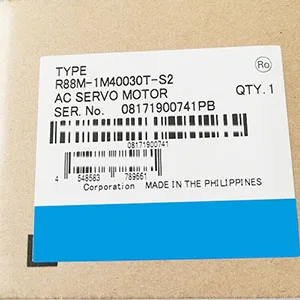 TYPE
Ro
R88M-1M40030T-S2
AC SERVO MOTOR
QTY. 1
SER. No. 08171900741PB
08171900741
4 548583 789661
Corporation MADE IN THE PHILIPPINES